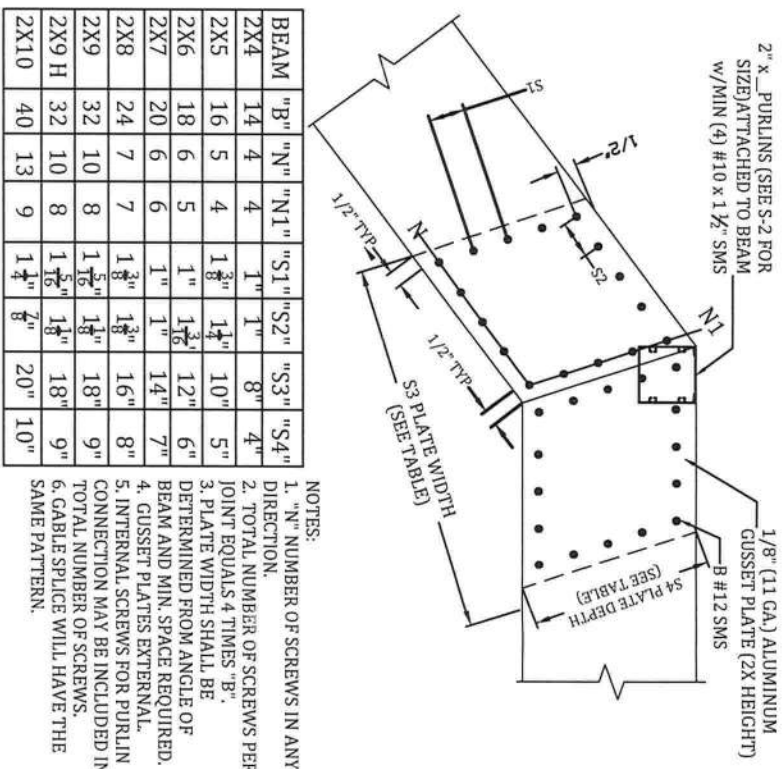 2" x _PURLINS (SEE S-2 FOR
SIZE)ATTACHED TO BEAM
w/MIN (4) #10 x 1 ½" SMS
1/8" (11 GA.) ALUMINUM
GUSSET PLATE (2X HEIGHT)
B #12 SMS
S1
1/2"
S2
N
N1
1/2" TYP.
1/2" TYP.
S3 PLATE WIDTH
(SEE TABLE)
S4 PLATE DEPTH
(SEE TABLE)
BEAM "B" "N" "N1" "S1" "S2" "S3" "S4"
2X4 14 4 4 1" 1" 8" 4"
2X5 16 5 4 1 3/8" 1 1/4" 10" 5"
2X6 18 6 5 1" 1 3/16" 12" 6"
2X7 20 6 6 1" 1" 14" 7"
2X8 24 7 7 1 3/8" 1 3/8" 16" 8"
2X9 32 10 8 1 5/16" 1 1/8" 18" 9"
2X9 H 32 10 8 1 5/16" 1 1/8" 18" 9"
2X10 40 13 9 1 1/4" 7/8" 20" 10"
NOTES:
1. "N" NUMBER OF SCREWS IN ANY
DIRECTION.
2. TOTAL NUMBER OF SCREWS PER
JOINT EQUALS 4 TIMES "B".
3. PLATE WIDTH SHALL BE
DETERMINED FROM ANGLE OF
BEAM AND MIN. SPACE REQUIRED.
4. GUSSET PLATES EXTERNAL.
5. INTERNAL SCREWS FOR PURLIN
CONNECTION MAY BE INCLUDED IN
TOTAL NUMBER OF SCREWS.
6. GABLE SPLICE WILL HAVE THE
SAME PATTERN.